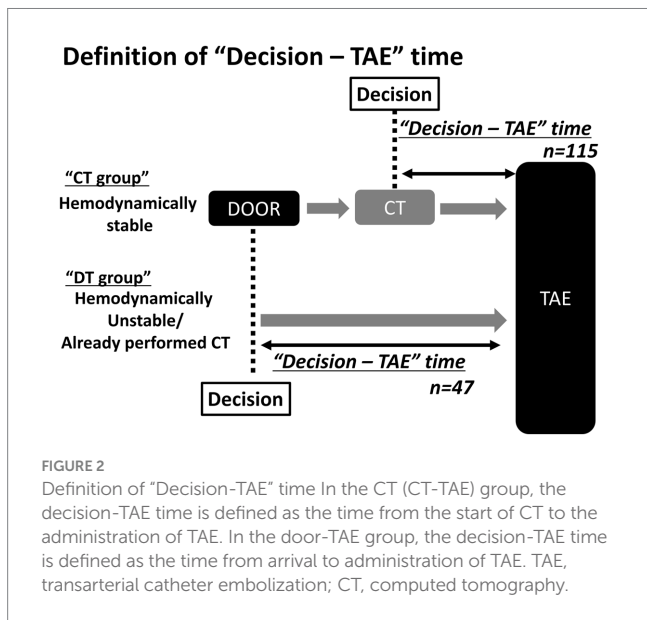 Definition of “Decision – TAE” time
Decision
“Decision – TAE” time
n=115
“CT group”
Hemodynamically
stable
DOOR
CT
TAE
“DT group”
Hemodynamically
Unstable/
Already performed CT
“Decision – TAE” time
n=47
Decision
FIGURE 2
Definition of “Decision-TAE” time In the CT (CT-TAE) group, the
decision-TAE time is defined as the time from the start of CT to the
administration of TAE. In the door-TAE group, the decision-TAE time
is defined as the time from arrival to administration of TAE. TAE,
transarterial catheter embolization; CT, computed tomography.